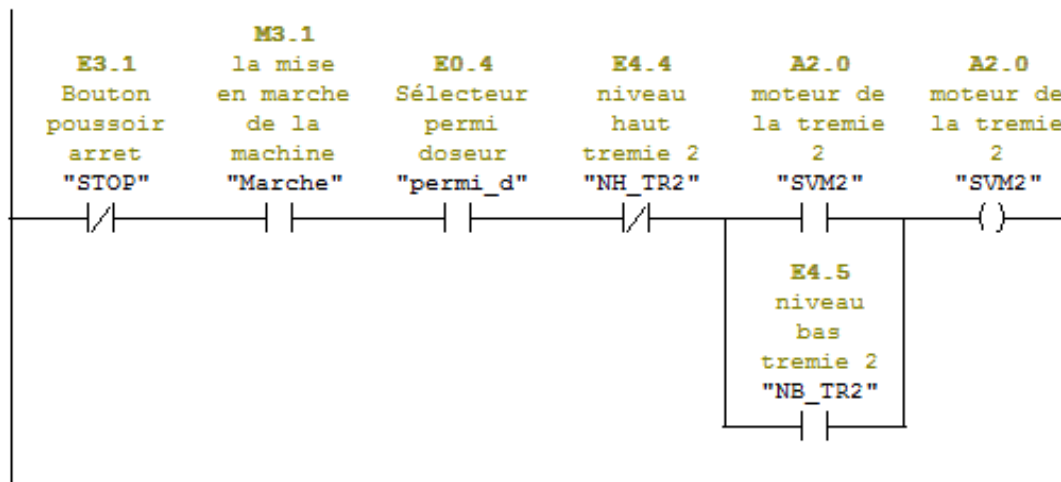 E3.1
Bouton
poussoir
arret
"STOP"
M3.1
la mise
en marche
de la
machine
"Marche"
E0.4
Sélecteur
permi
doseur
"permi_d"
E4.4
niveau
haut
tremie 2
"NH_TR2"
A2.0
moteur de
la tremie
2
"SVM2"
A2.0
moteur de
la tremie
2
"SVM2"
E4.5
niveau
bas
tremie 2
"NB_TR2"